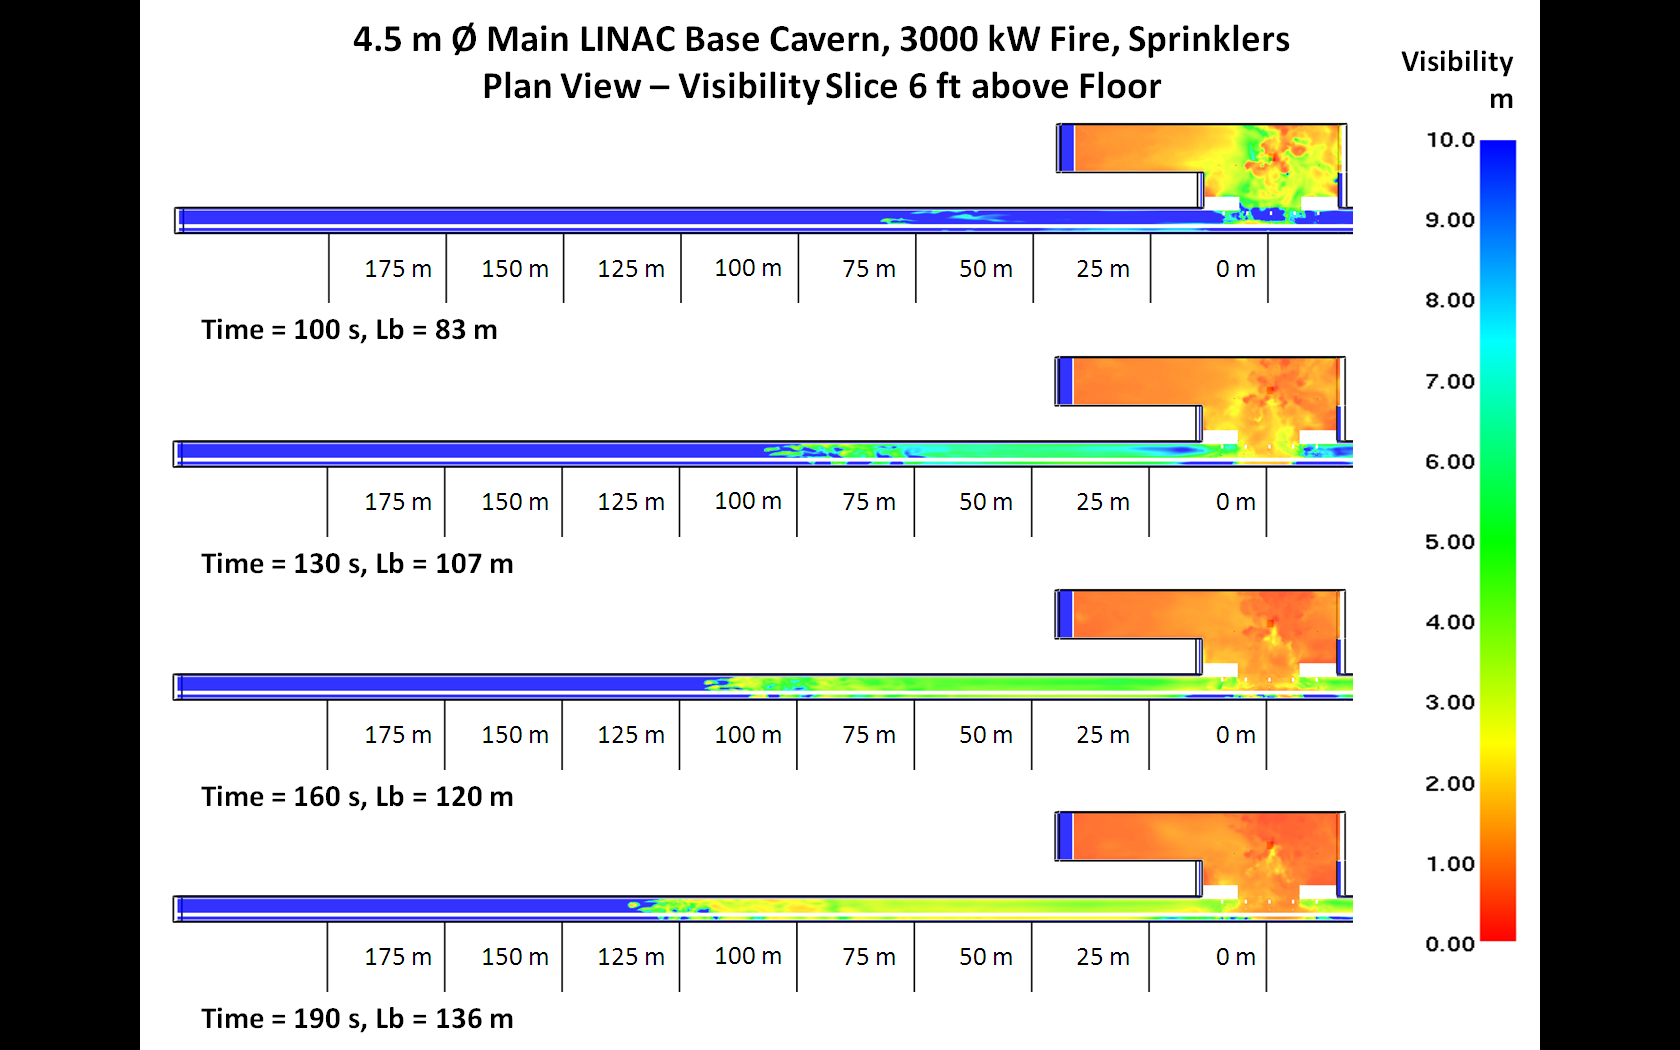 4.5 m Ø Main LINAC Base Cavern, 3000 kW Fire, Sprinklers
Plan View – Visibility Slice 6 ft above Floor
Visibility
m
10.0
9.00
8.00
7.00
6.00
5.00
4.00
3.00
2.00
1.00
0.00
175 m 150 m 125 m 100 m 75 m 50 m 25 m 0 m
Time = 100 s, Lb = 83 m
175 m 150 m 125 m 100 m 75 m 50 m 25 m 0 m
Time = 130 s, Lb = 107 m
175 m 150 m 125 m 100 m 75 m 50 m 25 m 0 m
Time = 160 s, Lb = 120 m
175 m 150 m 125 m 100 m 75 m 50 m 25 m 0 m
Time = 190 s, Lb = 136 m